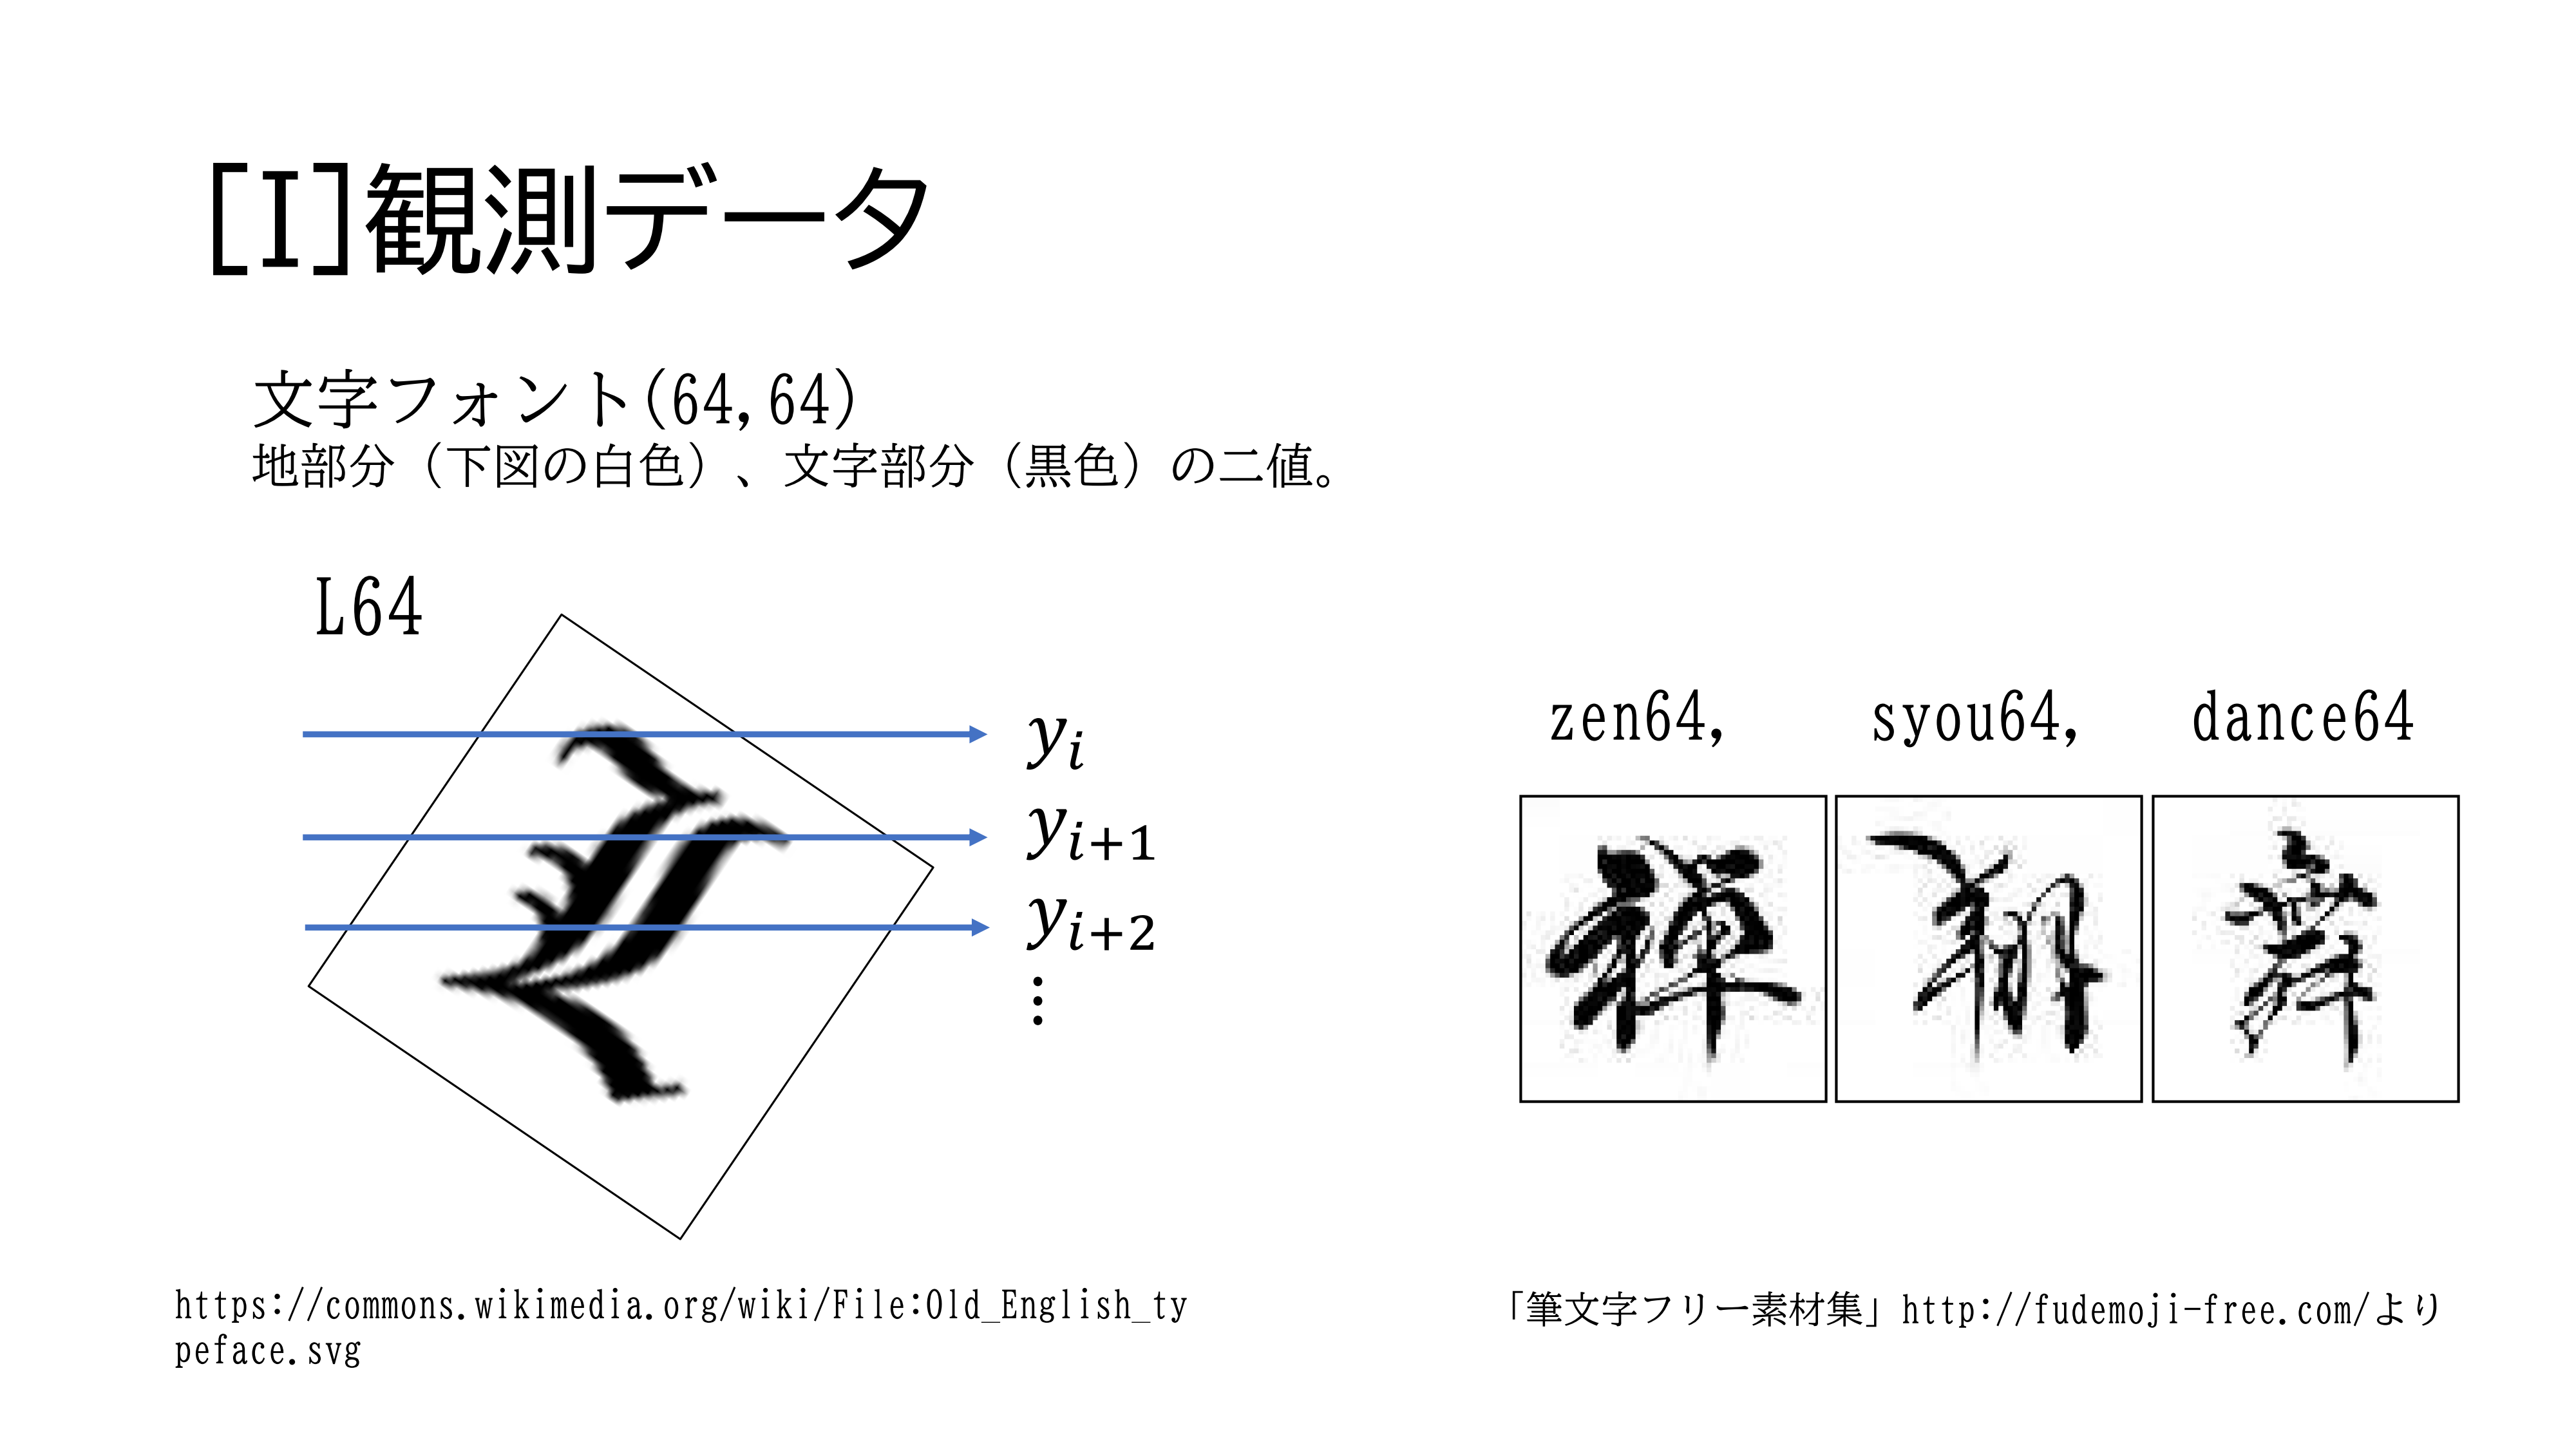 [I]観測データ
文字フォント(64,64)
地部分（下図の白色）、文字部分（黒色）の二値。
L64
y_i
y_{i+1}
y_{i+2}
⋮
zen64, syou64, dance64
禅 翔 舞
https://commons.wikimedia.org/wiki/File:Old_English_ty
peface.svg
「筆文字フリー素材集」http://fudemoji-free.com/より